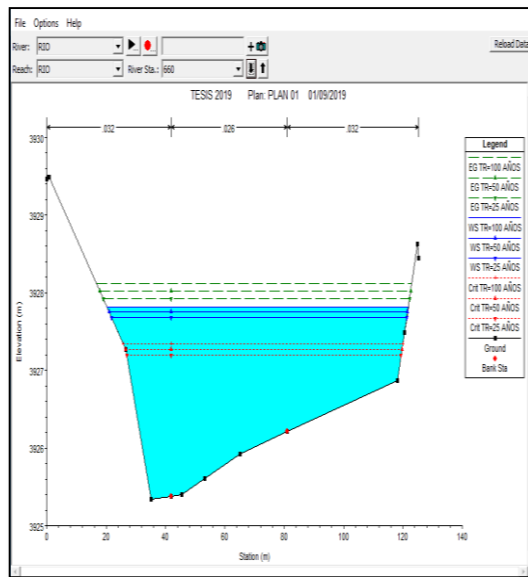 File Options Help
River: RIO
Reload Data
Reach: RIO River Sta.: 660
TESIS 2019 Plan: PLAN 01 01/09/2019
.032 .026 .032
Legend
EG TR=100 AÑOS
EG TR=50 AÑOS
EG TR=25 AÑOS
WS TR=100 AÑOS
WS TR=50 AÑOS
WS TR=25 AÑOS
Crit TR=100 AÑOS
Crit TR=50 AÑOS
Crit TR=25 AÑOS
Ground
Bank Sta
3930
3929
3928
3927
3926
3925
Elevation (m)
0 20 40 60 80 100 120 140
Station (m)